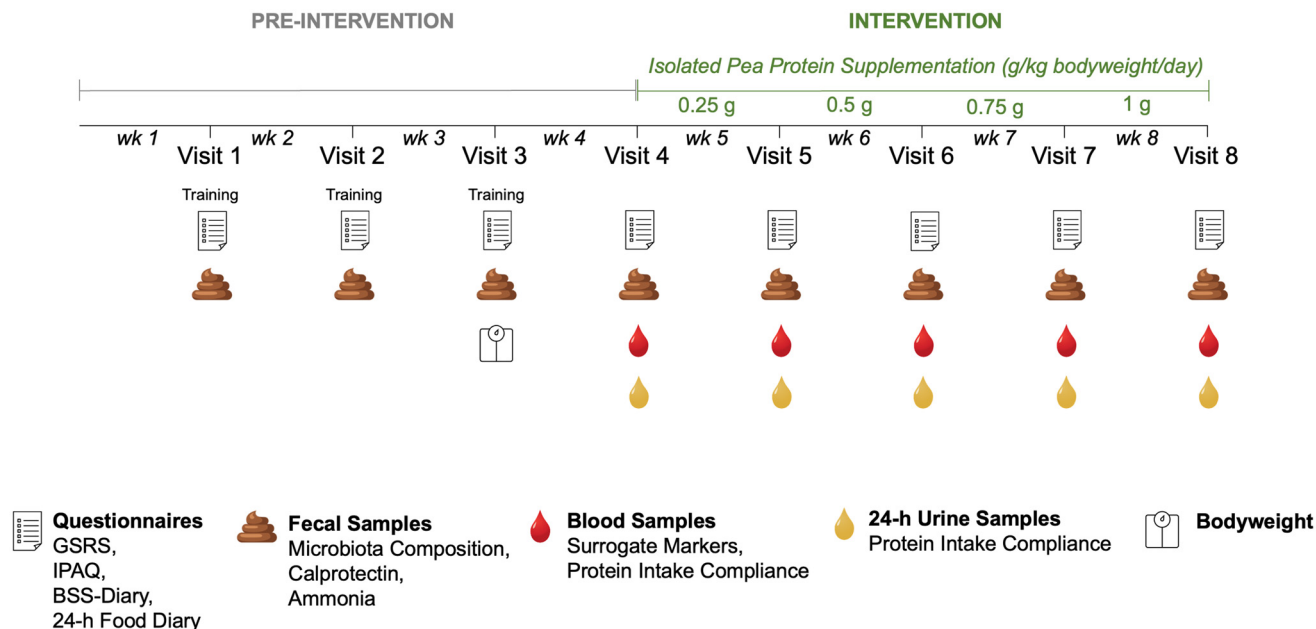 PRE-INTERVENTION
INTERVENTION
Isolated Pea Protein Supplementation (g/kg bodyweight/day)
0.25 g 0.5 g 0.75 g 1 g
wk 1 wk 2 wk 3 wk 4 wk 5 wk 6 wk 7 wk 8
Visit 1 Visit 2 Visit 3 Visit 4 Visit 5 Visit 6 Visit 7 Visit 8
Training Training Training
Questionnaires
GSRS,
IPAQ,
BSS-Diary,
24-h Food Diary
Fecal Samples
Microbiota Composition,
Calprotectin,
Ammonia
Blood Samples
Surrogate Markers,
Protein Intake Compliance
24-h Urine Samples
Protein Intake Compliance
Bodyweight